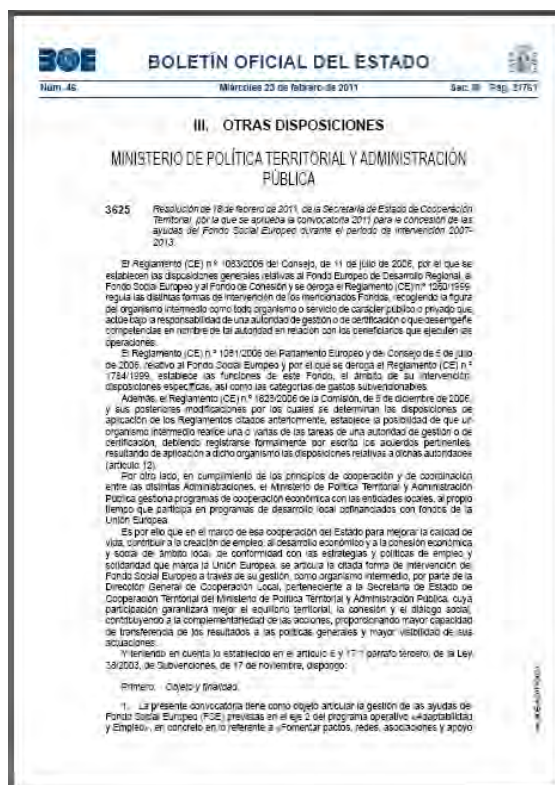 BOE
BOLETÍN OFICIAL DEL ESTADO
Núm. 46
Miércoles 23 de febrero de 2011
Sec. III Pág. 21761
III. OTRAS DISPOSICIONES
MINISTERIO DE POLÍTICA TERRITORIAL Y ADMINISTRACIÓN
PÚBLICA
3625 Resolución de 18 de febrero de 2011, de la Secretaría de Estado de Cooperación
Territorial, por la que se aprueba la convocatoria 2011 para la concesión de las
ayudas del Fondo Social Europeo durante el periodo de intervención 2007-
2013.
El Reglamento (CE) n.º 1083/2006 del Consejo, de 11 de julio de 2006, por el que se
establecen las disposiciones generales relativas al Fondo Europeo de Desarrollo Regional, al
Fondo Social Europeo y al Fondo de Cohesión y se deroga el Reglamento (CE) n.º 1260/1999,
regula las distintas formas de intervención de los mencionados Fondos, recogiendo la figura
del organismo intermedio como todo organismo o servicio de carácter público o privado que
actúe bajo la responsabilidad de una autoridad de gestión o de certificación o que desempeñe
competencias en nombre de tal autoridad en relación con los beneficiarios que ejecuten las
operaciones.
El Reglamento (CE) n.º 1081/2006 del Parlamento Europeo y del Consejo de 5 de julio
de 2006, relativo al Fondo Social Europeo y por el que se deroga el Reglamento (CE) n.º
1784/1999, establece las funciones de este Fondo, el ámbito de su intervención,
disposiciones específicas, así como las categorías de gastos subvencionables.
Además, el Reglamento (CE) n.º 1828/2006 de la Comisión, de 8 de diciembre de 2006,
y sus posteriores modificaciones por los cuales se determinan las disposiciones de
aplicación de los Reglamentos citados anteriormente, establece la posibilidad de que un
organismo intermedio realice una o varias de las tareas de una autoridad de gestión o de
certificación, debiendo registrarse formalmente por escrito los acuerdos pertinentes,
resultando de aplicación a dicho organismo las disposiciones relativas a dichas autoridades
(artículo 12).
Por otro lado, en cumplimiento de los principios de cooperación y de coordinación
entre las distintas Administraciones, el Ministerio de Política Territorial y Administración
Pública gestiona programas de cooperación económica con las entidades locales, al propio
tiempo que participa en programas de desarrollo local cofinanciados con fondos de la
Unión Europea.
Es por ello que en el marco de esa cooperación del Estado para mejorar la calidad de
vida, contribuir a la creación de empleo, al desarrollo económico y a la cohesión económica
y social del ámbito local, de conformidad con las estrategias y políticas de empleo y
solidaridad que marca la Unión Europea, se articula la citada forma de intervención del
Fondo Social Europeo a través de su gestión, como organismo intermedio, por parte de la
Dirección General de Cooperación Local, perteneciente a la Secretaría de Estado de
Cooperación Territorial del Ministerio de Política Territorial y Administración Pública, cuya
participación garantizará mejor el equilibrio territorial, la cohesión y el diálogo social,
contribuyendo a la complementariedad de las acciones, proporcionando mayor capacidad
de transferencia de los resultados a las políticas generales y mayor visibilidad de sus
actuaciones.
Y teniendo en cuenta lo establecido en el artículo 6 y 17.1 párrafo tercero, de la Ley
38/2003, de Subvenciones, de 17 de noviembre, dispongo:
Primero. Objeto y finalidad.
1. La presente convocatoria tiene como objeto articular la gestión de las ayudas del
Fondo Social Europeo (FSE) previstas en el eje 2 del programa operativo «Adaptabilidad
y Empleo», en concreto en lo referente a «Fomentar pactos, redes, asociaciones y apoyo